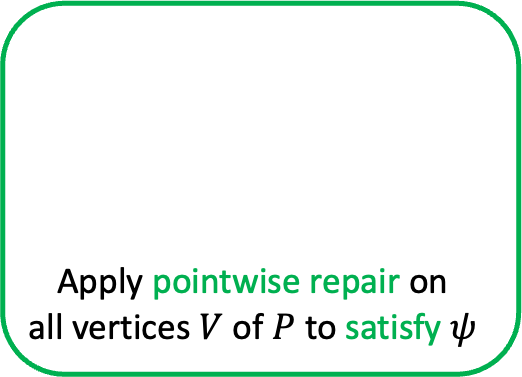 Apply pointwise repair on
all vertices 𝑉 of 𝑃 to satisfy 𝜓